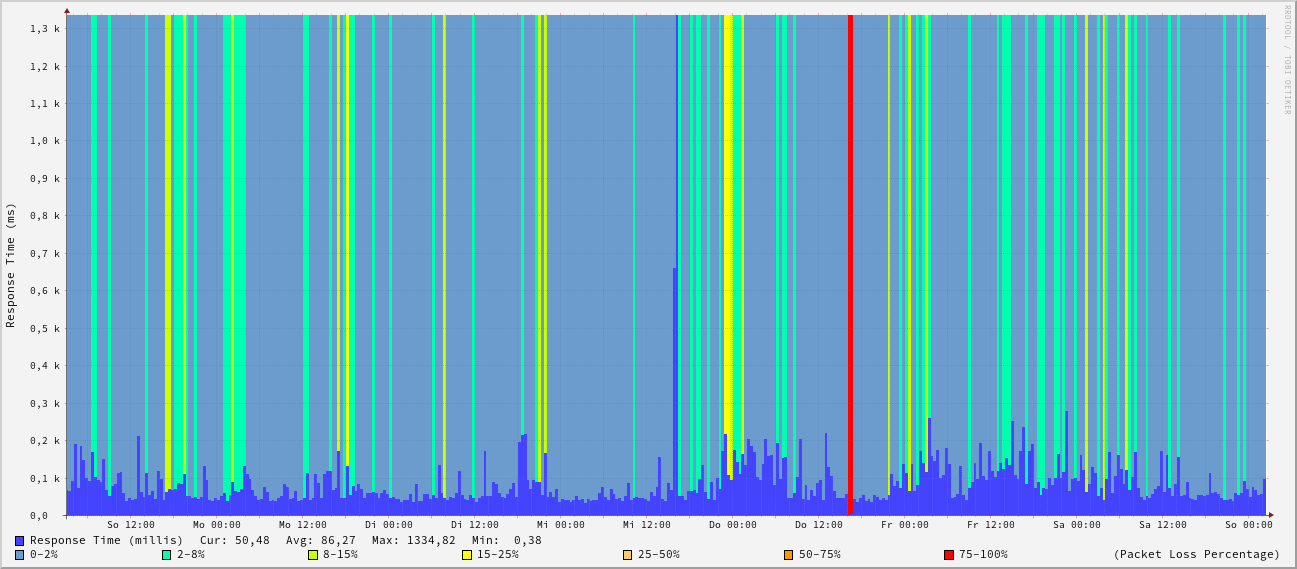 RRDTOOL / TOBI OETIKER
Response Time (ms)
1,3 k
1,2 k
1,1 k
1,0 k
0,9 k
0,8 k
0,7 k
0,6 k
0,5 k
0,4 k
0,3 k
0,2 k
0,1 k
0,0
So 12:00 Mo 00:00 Mo 12:00 Di 00:00 Di 12:00 Mi 00:00 Mi 12:00 Do 00:00 Do 12:00 Fr 00:00 Fr 12:00 Sa 00:00 Sa 12:00 So 00:00
Response Time (millis) Cur: 50,48 Avg: 86,27 Max: 1334,82 Min: 0,38
0-2% 2-8% 8-15% 15-25% 25-50% 50-75% 75-100% (Packet Loss Percentage)